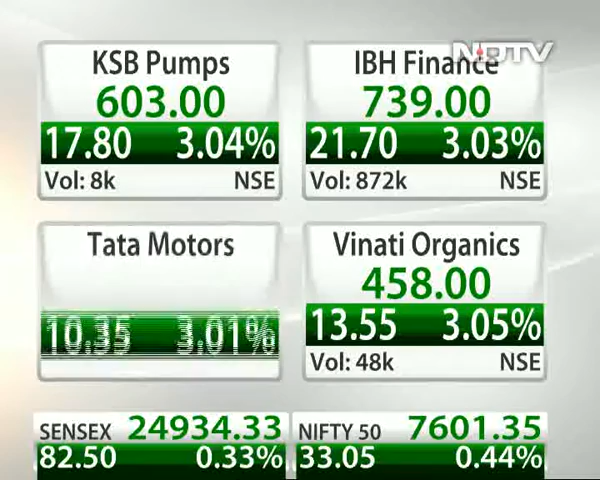 NDTV
KSB Pumps
603.00
17.80 3.04%
Vol: 8k NSE
IBH Finance
739.00
21.70 3.03%
Vol: 872k NSE
Tata Motors
10.35 3.01%
Vinati Organics
458.00
13.55 3.05%
Vol: 48k NSE
SENSEX 24934.33
82.50 0.33%
NIFTY 50 7601.35
33.05 0.44%